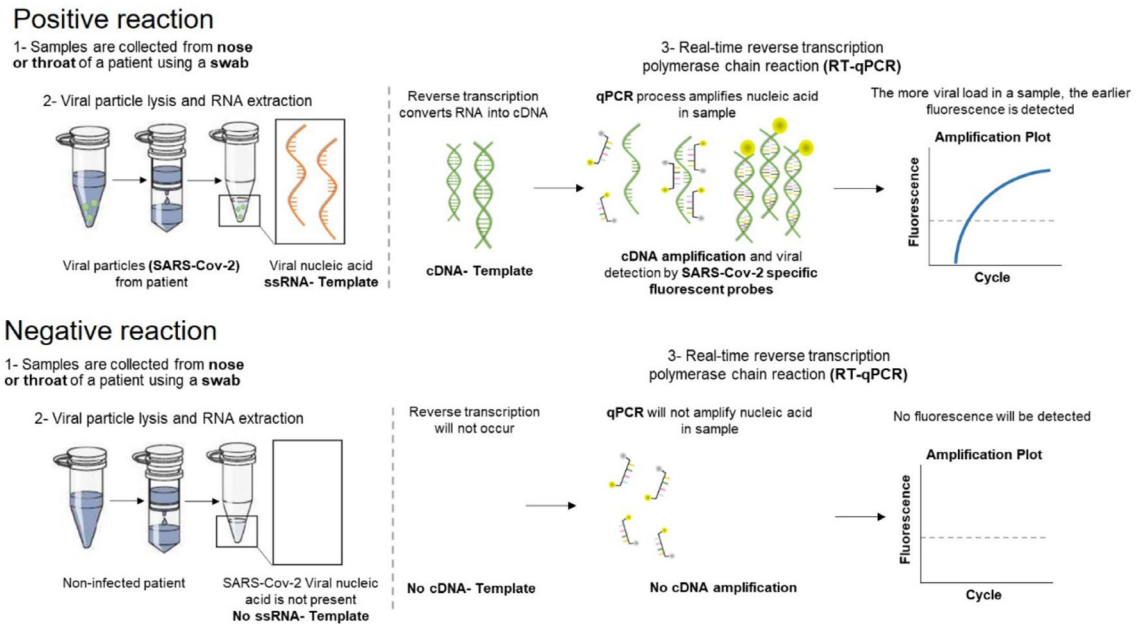 Positive reaction
1- Samples are collected from nose
or throat of a patient using a swab
2- Viral particle lysis and RNA extraction
Viral particles (SARS-Cov-2)
from patient
Viral nucleic acid
ssRNA- Template
3- Real-time reverse transcription
polymerase chain reaction (RT-qPCR)
Reverse transcription
converts RNA into cDNA
cDNA- Template
qPCR process amplifies nucleic acid
in sample
cDNA amplification and viral
detection by SARS-Cov-2 specific
fluorescent probes
The more viral load in a sample, the earlier
fluorescence is detected
Amplification Plot
Fluorescence
Cycle
Negative reaction
1- Samples are collected from nose
or throat of a patient using a swab
2- Viral particle lysis and RNA extraction
Non-infected patient
SARS-Cov-2 Viral nucleic
acid is not present
No ssRNA- Template
3- Real-time reverse transcription
polymerase chain reaction (RT-qPCR)
Reverse transcription
will not occur
No cDNA- Template
qPCR will not amplify nucleic acid
in sample
No cDNA amplification
No fluorescence will be detected
Amplification Plot
Fluorescence
Cycle